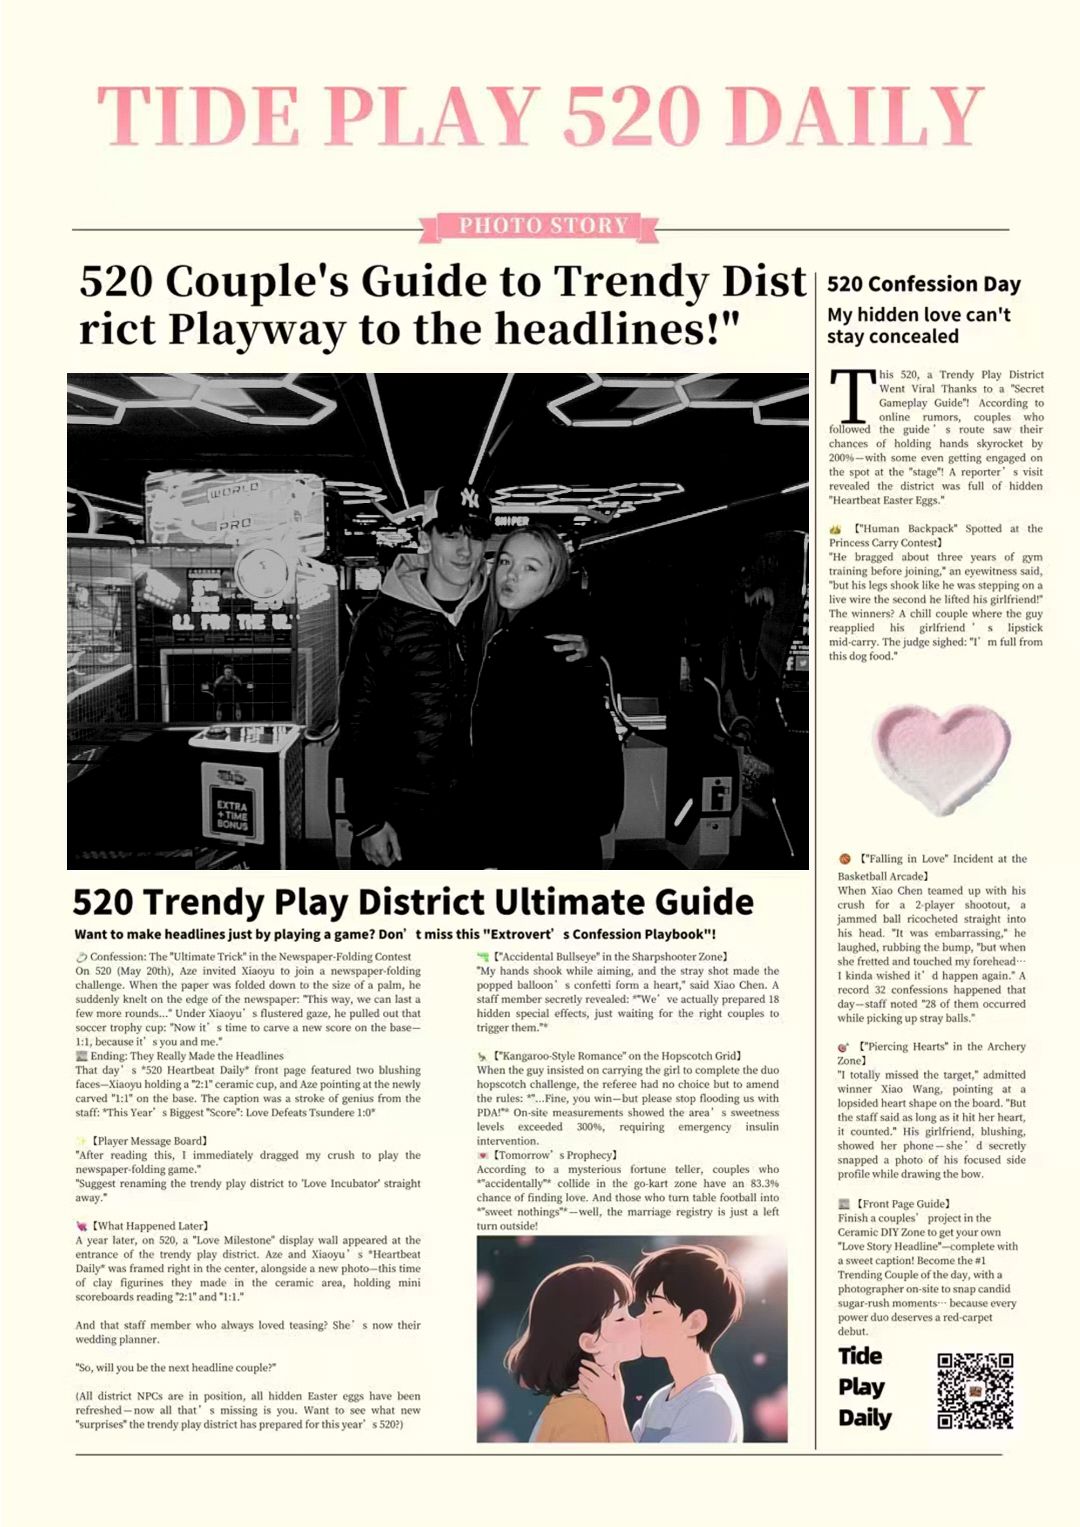 TIDE PLAY 520 DAILY
PHOTO STORY
520 Couple's Guide to Trendy Dist
rict Playway to the headlines!"
WORLD
PRO
NY
SNIPER
EXTRA
+TIME
BONUS
520 Trendy Play District Ultimate Guide
Want to make headlines just by playing a game? Don’t miss this "Extrovert’s Confession Playbook"!
💍 Confession: The "Ultimate Trick" in the Newspaper-Folding Contest
On 520 (May 20th), Aze invited Xiaoyu to join a newspaper-folding
challenge. When the paper was folded down to the size of a palm, he
suddenly knelt on the edge of the newspaper: "This way, we can last a
few more rounds..." Under Xiaoyu’s flustered gaze, he pulled out that
soccer trophy cup: "Now it’s time to carve a new score on the base—
1:1, because it’s you and me."
📰 Ending: They Really Made the Headlines
That day’s *520 Heartbeat Daily* front page featured two blushing
faces—Xiaoyu holding a "2:1" ceramic cup, and Aze pointing at the newly
carved "1:1" on the base. The caption was a stroke of genius from the
staff: *This Year’s Biggest "Score": Love Defeats Tsundere 1:0*
✨【Player Message Board】
"After reading this, I immediately dragged my crush to play the
newspaper-folding game."
"Suggest renaming the trendy play district to 'Love Incubator' straight
away."
💘【What Happened Later】
A year later, on 520, a "Love Milestone" display wall appeared at the
entrance of the trendy play district. Aze and Xiaoyu’s *Heartbeat
Daily* was framed right in the center, alongside a new photo—this time
of clay figurines they made in the ceramic area, holding mini
scoreboards reading "2:1" and "1:1."
And that staff member who always loved teasing? She’s now their
wedding planner.
"So, will you be the next headline couple?"
(All district NPCs are in position, all hidden Easter eggs have been
refreshed—now all that’s missing is you. Want to see what new
"surprises" the trendy play district has prepared for this year’s 520?)
🔫【"Accidental Bullseye" in the Sharpshooter Zone】
"My hands shook while aiming, and the stray shot made the
popped balloon’s confetti form a heart," said Xiao Chen. A
staff member secretly revealed: *"We’ve actually prepared 18
hidden special effects, just waiting for the right couples to
trigger them."*
🦘【"Kangaroo-Style Romance" on the Hopscotch Grid】
When the guy insisted on carrying the girl to complete the duo
hopscotch challenge, the referee had no choice but to amend
the rules: *"...Fine, you win—but please stop flooding us with
PDA!"* On-site measurements showed the area’s sweetness
levels exceeded 300%, requiring emergency insulin
intervention.
💌【Tomorrow’s Prophecy】
According to a mysterious fortune teller, couples who
*"accidentally"* collide in the go-kart zone have an 83.3%
chance of finding love. And those who turn table football into
*"sweet nothings"*—well, the marriage registry is just a left
turn outside!
520 Confession Day
My hidden love can't
stay concealed
This 520, a Trendy Play District
Went Viral Thanks to a "Secret
Gameplay Guide"! According to
online rumors, couples who
followed the guide’s route saw their
chances of holding hands skyrocket by
200%—with some even getting engaged on
the spot at the "stage"! A reporter’s visit
revealed the district was full of hidden
"Heartbeat Easter Eggs."
👑 【"Human Backpack" Spotted at the
Princess Carry Contest】
"He bragged about three years of gym
training before joining," an eyewitness said,
"but his legs shook like he was stepping on a
live wire the second he lifted his girlfriend!"
The winners? A chill couple where the guy
reapplied his girlfriend’s lipstick
mid-carry. The judge sighed: "I’m full from
this dog food."
🏀 【"Falling in Love" Incident at the
Basketball Arcade】
When Xiao Chen teamed up with his
crush for a 2-player shootout, a
jammed ball ricocheted straight into
his head. "It was embarrassing," he
laughed, rubbing the bump, "but when
she fretted and touched my forehead…
I kinda wished it’d happen again." A
record 32 confessions happened that
day—staff noted "28 of them occurred
while picking up stray balls."
🎯 【"Piercing Hearts" in the Archery
Zone】
"I totally missed the target," admitted
winner Xiao Wang, pointing at a
lopsided heart shape on the board. "But
the staff said as long as it hit her heart,
it counted." His girlfriend, blushing,
showed her phone—she’d secretly
snapped a photo of his focused side
profile while drawing the bow.
📰 【Front Page Guide】
Finish a couples’ project in the
Ceramic DIY Zone to get your own
"Love Story Headline"—complete with
a sweet caption! Become the #1
Trending Couple of the day, with a
photographer on-site to snap candid
sugar-rush moments… because every
power duo deserves a red-carpet
debut.
Tide
Play
Daily